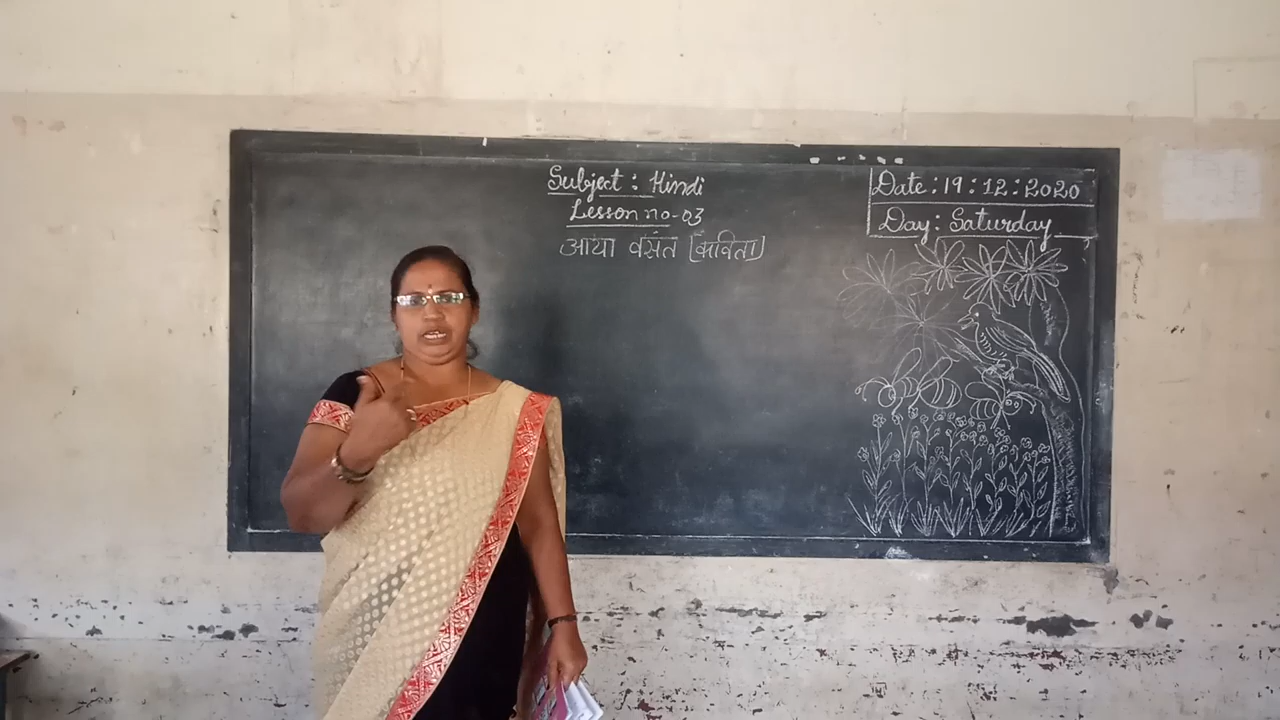 Subject : Hindi
Lesson no-03
आया वसंत (कविता)
Date : 19 : 12 : 2020
Day : Saturday